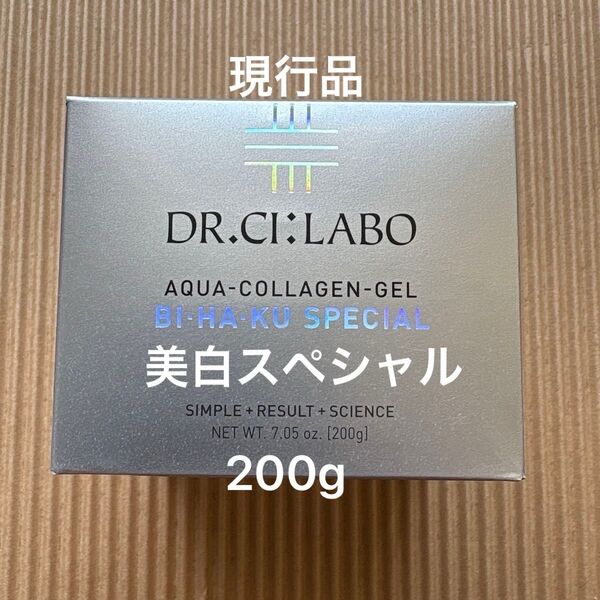 現行品
DR.CI:LABO
AQUA-COLLAGEN-GEL
BI·HA·KU SPECIAL
美白スペシャル
SIMPLE+RESULT+SCIENCE
NET WT. 7.05 oz. [200g]
200g